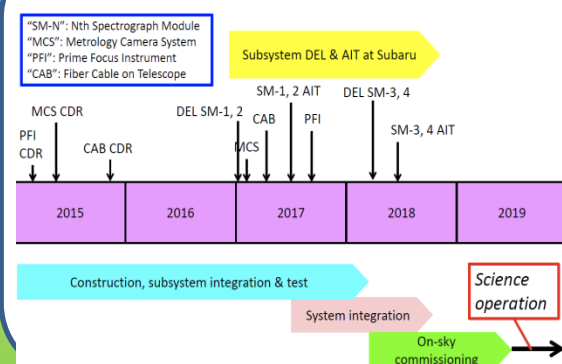 “SM-N”: Nth Spectrograph Module
“MCS”: Metrology Camera System
“PFI”: Prime Focus Instrument
“CAB”: Fiber Cable on Telescope
Subsystem DEL & AIT at Subaru
SM-1, 2 AIT
DEL SM-3, 4
MCS CDR
DEL SM-1, 2
CAB
PFI
PFI
CDR
CAB CDR
MCS
SM-3, 4 AIT
2015
2016
2017
2018
2019
Construction, subsystem integration & test
Science
operation
System integration
On-sky
commissioning